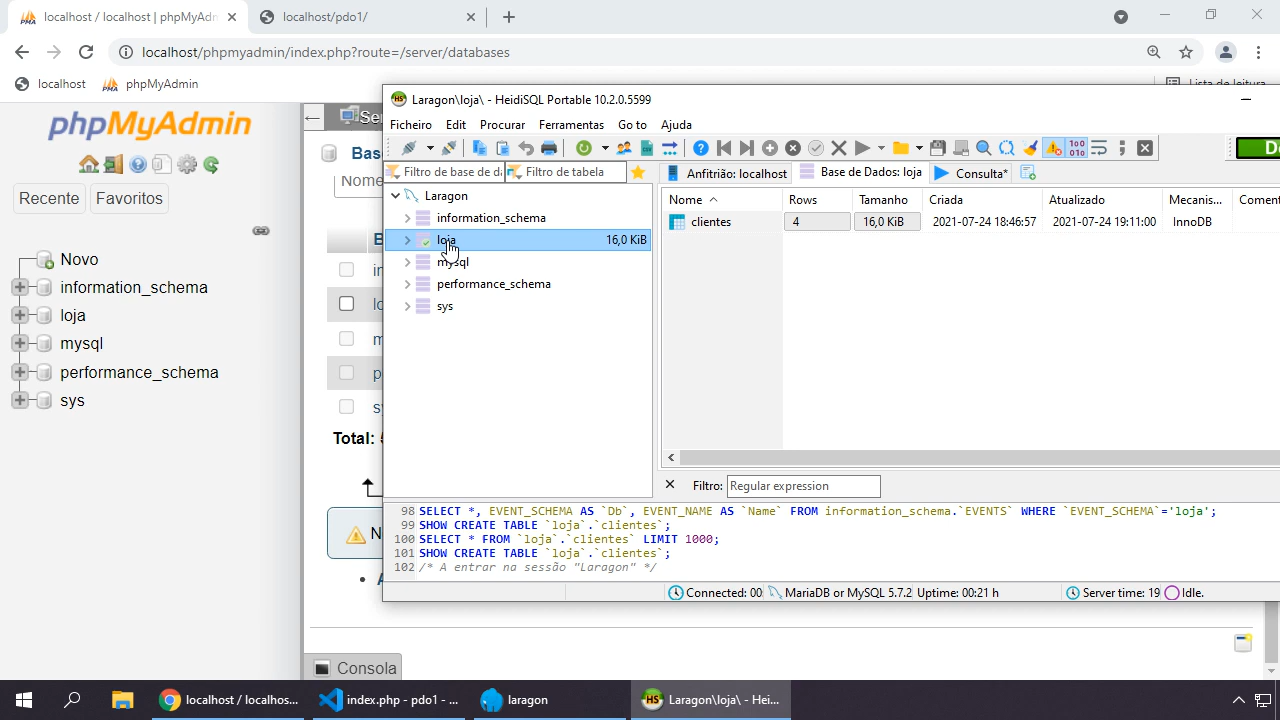 localhost / localhost | phpMyAdm
localhost/pdo1/
localhost/phpmyadmin/index.php?route=/server/databases
localhost
phpMyAdmin
Lista de leitura
phpMyAdmin
Recente
Favoritos
Novo
information_schema
loja
mysql
performance_schema
sys
Bas
Nome
Total:
Consola
Laragon\loja\ - HeidiSQL Portable 10.2.0.5599
Ficheiro Edit Procurar Ferramentas Go to Ajuda
Filtro de base de d
Filtro de tabela
Laragon
information_schema
loja 16,0 KiB
mysql
performance_schema
sys
Anfitrião: localhost
Base de Dados: loja
Consulta*
Nome Rows Tamanho Criada Atualizado Mecanis... Coment
clientes 4 16,0 KiB 2021-07-24 18:46:57 2021-07-24 19:11:00 InnoDB
Filtro: Regular expression
98 SELECT *, EVENT_SCHEMA AS `Db`, EVENT_NAME AS `Name` FROM information_schema.`EVENTS` WHERE `EVENT_SCHEMA`='loja';
99 SHOW CREATE TABLE `loja`.`clientes`;
100 SELECT * FROM `loja`.`clientes` LIMIT 1000;
101 SHOW CREATE TABLE `loja`.`clientes`;
102 /* A entrar na sessão "Laragon" */
Connected: 00
MariaDB or MySQL 5.7.2
Uptime: 00:21 h
Server time: 19
Idle.
localhost / localhos...
index.php - pdo1 - ...
laragon
Laragon\loja\ - Hei...